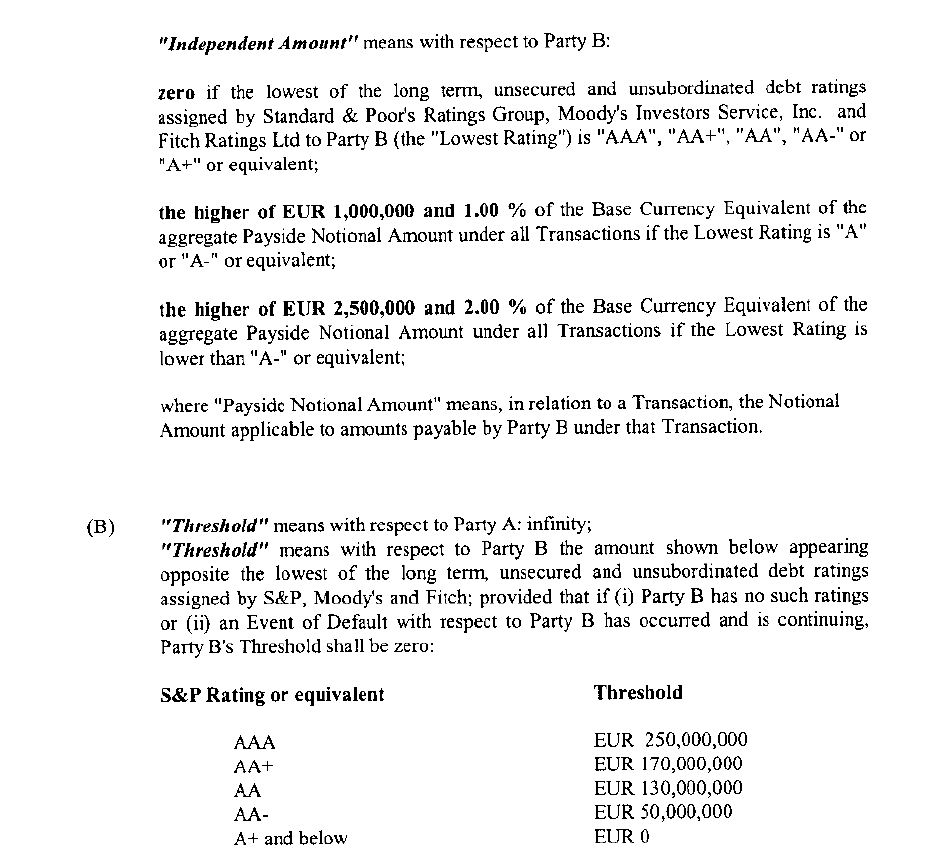 "Independent Amount" means with respect to Party B:
zero if the lowest of the long term, unsecured and unsubordinated debt ratings
assigned by Standard & Poor's Ratings Group, Moody's Investors Service, Inc. and
Fitch Ratings Ltd to Party B (the "Lowest Rating") is "AAA", "AA+", "AA", "AA-" or
"A+" or equivalent;
the higher of EUR 1,000,000 and 1.00 % of the Base Currency Equivalent of the
aggregate Payside Notional Amount under all Transactions if the Lowest Rating is "A"
or "A-" or equivalent;
the higher of EUR 2,500,000 and 2.00 % of the Base Currency Equivalent of the
aggregate Payside Notional Amount under all Transactions if the Lowest Rating is
lower than "A-" or equivalent;
where "Payside Notional Amount" means, in relation to a Transaction, the Notional
Amount applicable to amounts payable by Party B under that Transaction.
(B) "Threshold" means with respect to Party A: infinity;
"Threshold" means with respect to Party B the amount shown below appearing
opposite the lowest of the long term, unsecured and unsubordinated debt ratings
assigned by S&P, Moody's and Fitch; provided that if (i) Party B has no such ratings
or (ii) an Event of Default with respect to Party B has occurred and is continuing,
Party B's Threshold shall be zero:
S&P Rating or equivalent Threshold
AAA EUR 250,000,000
AA+ EUR 170,000,000
AA EUR 130,000,000
AA- EUR 50,000,000
A+ and below EUR 0